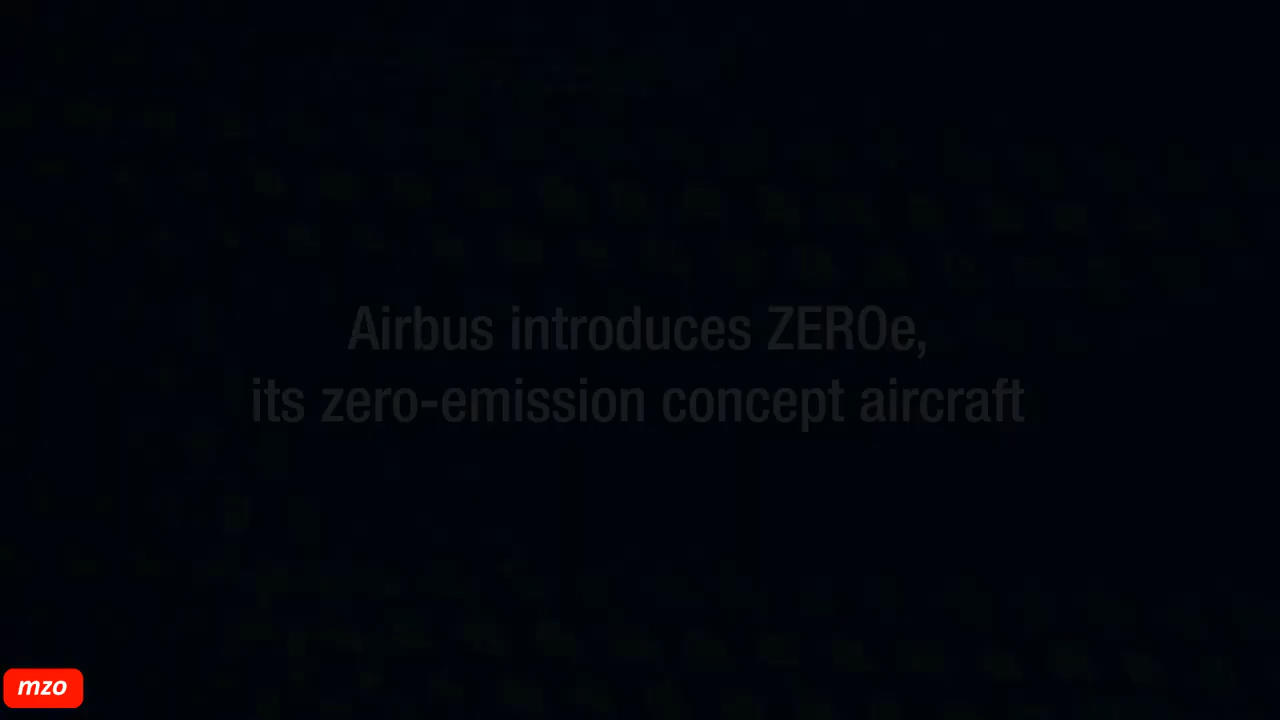 Airbus introduces ZEROe,
its zero-emission concept aircraft
mzo